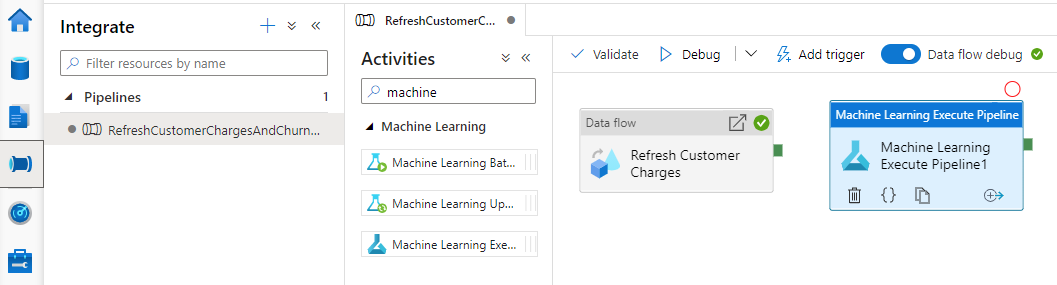 Integrate
Filter resources by name
Pipelines 1
RefreshCustomerChargesAndChurn...
RefreshCustomerC...
Activities
machine
Machine Learning
Machine Learning Bat...
Machine Learning Up...
Machine Learning Exe...
Validate Debug Add trigger Data flow debug
Data flow
Refresh Customer
Charges
Machine Learning Execute Pipeline
Machine Learning
Execute Pipeline1
{}